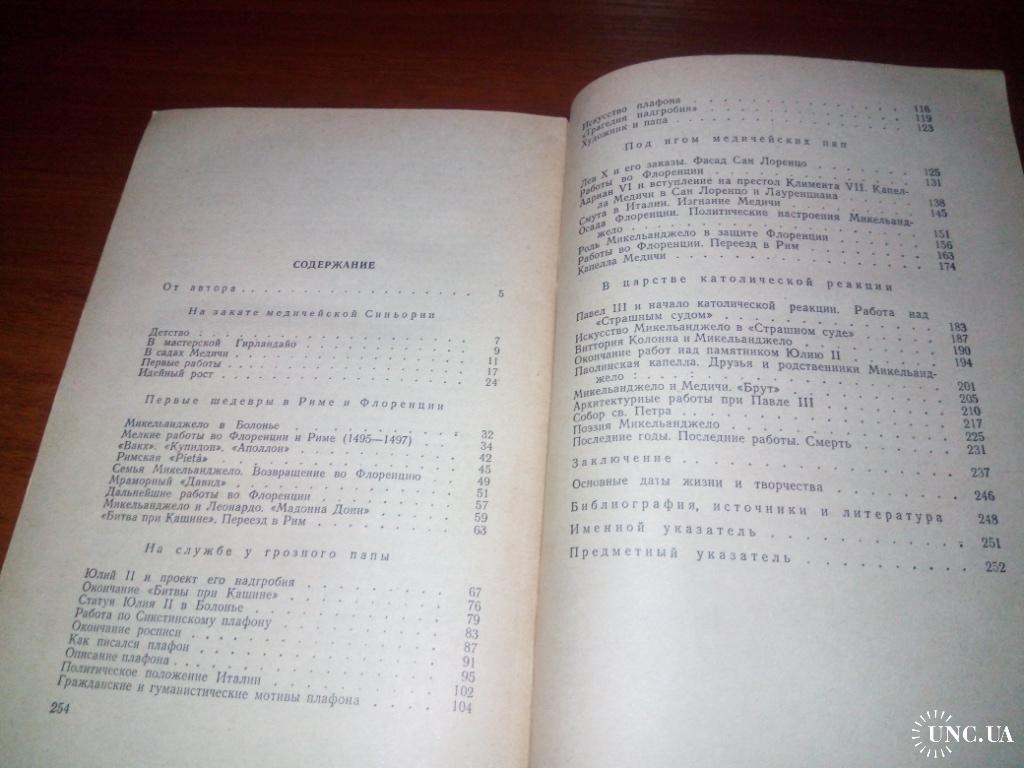 СОДЕРЖАНИЕ
От автора . . . . . . . . . . . . . . . . 5
На закате медичейской Синьории
Детство . . . . . . . . . . . . . . . . 7
В мастерской Гирландайо . . . . . . . . . . 9
В садах Медичи . . . . . . . . . . . . . 11
Первые работы . . . . . . . . . . . . . 17
Идейный рост . . . . . . . . . . . . . . 24
Первые шедевры в Риме и Флоренции
Микельанджело в Болонье . . . . . . . . . . 32
Мелкие работы во Флоренции и Риме (1495—1497) . . . 34
«Вакх». «Купидон». «Аполлон» . . . . . . . . . 42
Римская «Pietà» . . . . . . . . . . . . . 45
Семья Микельанджело. Возвращение во Флоренцию . . . 49
Мраморный «Давид» . . . . . . . . . . . . 51
Дальнейшие работы во Флоренции . . . . . . . . 57
Микельанджело и Леонардо. «Мадонна Дони» . . . . . 59
«Битва при Кашине». Переезд в Рим . . . . . . . 63
На службе у грозного папы
Юлий II и проект его надгробия . . . . . . . . 67
Окончание «Битвы при Кашине» . . . . . . . . . 76
Статуя Юлия II в Болонье . . . . . . . . . . 79
Работа по Сикстинскому плафону . . . . . . . . 83
Окончание росписи . . . . . . . . . . . . 87
Как писался плафон . . . . . . . . . . . . 91
Описание плафона . . . . . . . . . . . . . 95
Политическое положение Италии . . . . . . . . 102
Гражданские и гуманистические мотивы плафона . . . . 104
254
Искусство плафона . . . . . . . . . . . . 116
«Трагедия надгробия» . . . . . . . . . . . 119
Художник и папа . . . . . . . . . . . . . 123
Под игом медичейских пап
Лев X и его заказы. Фасад Сан Лоренцо . . . . . . 125
Работы во Флоренции . . . . . . . . . . . 131
Адриан VI и вступление на престол Климента VII. Капел-
ла Медичи в Сан Лоренцо и Лауренциана . . . . . 138
Смута в Италии. Изгнание Медичи . . . . . . . . 145
Осада Флоренции. Политические настроения Микельанд-
жело . . . . . . . . . . . . . . . . 151
Роль Микельанджело в защите Флоренции . . . . . . 156
Работы во Флоренции. Переезд в Рим . . . . . . . 163
Капелла Медичи . . . . . . . . . . . . . 174
В царстве католической реакции
Павел III и начало католической реакции. Работа над
«Страшным судом» . . . . . . . . . . . . 183
Искусство Микельанджело в «Страшном суде» . . . . . 187
Виттория Колонна и Микельанджело . . . . . . . . 190
Окончание работ над памятником Юлию II . . . . . . 194
Паолинская капелла. Друзья и родственники Микельанд-
жело . . . . . . . . . . . . . . . . 201
Микельанджело и Медичи. «Брут» . . . . . . . . 205
Архитектурные работы при Павле III . . . . . . . 210
Собор св. Петра . . . . . . . . . . . . . 217
Поэзия Микельанджело . . . . . . . . . . . 225
Последние годы. Последние работы. Смерть . . . . . 231
Заключение . . . . . . . . . . . . . . . 237
Основные даты жизни и творчества . . . . . . . . 246
Библиография, источники и литература 248
Именной указатель . . . . . . . . . . . . 251
Предметный указатель . . . . . . . . . . . 252
UNC.UA